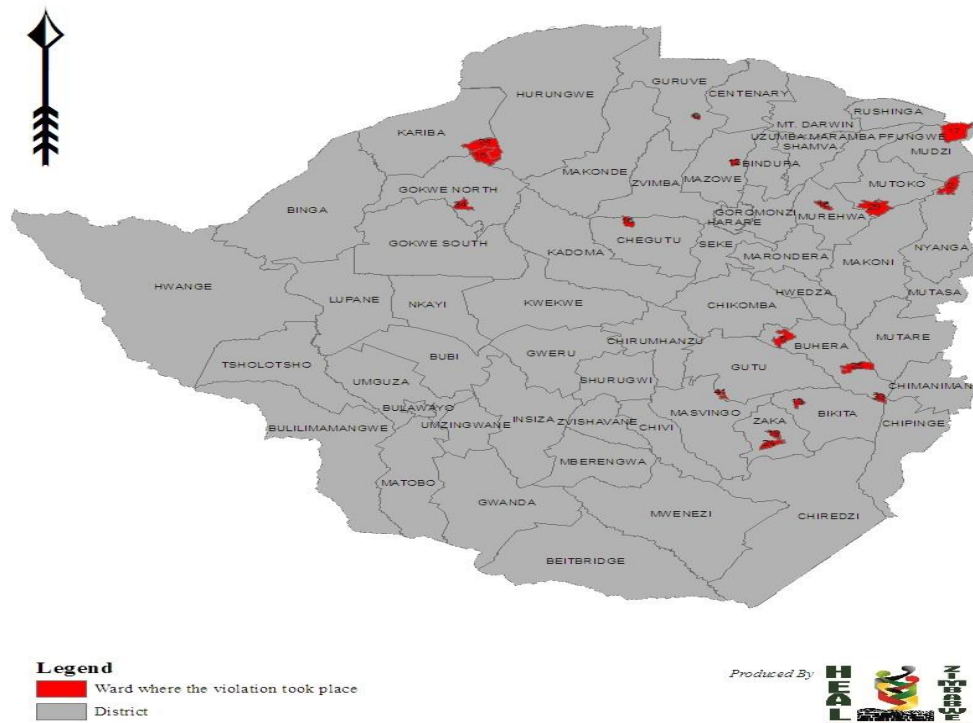 GURUVE
CENTENARY
HURUNGWE
RUSHINGA
MT. DARWIN
KARIBA
UZUMBA MARAMBA PFUNGWE
SHAMVA
MUDZI
BINDURA
MAKONDE
ZVIMBA
MAZOWE
MUTOKO
GOKWE NORTH
BINGA
GOROMONZI
MUREHWA
HARARE
CHEGUTU
GOKWE SOUTH
SEKE
NYANGA
MARONDERA
KADOMA
MAKONI
HWANGE
HWEDZA
MUTASA
LUPANE
NKAYI
KWEKWE
CHIKOMBA
MUTARE
CHIRUMHANZU
BUHERA
BUBI
GWERU
TSHOLOTSHO
GUTU
UMGUZA
SHURUGWI
CHIMANIMANI
BULAWAYO
MASVINGO
BIKITA
ZAKA
INSIZA
ZVISHAVANE
CHIPINGE
UMZINGWANE
BULILIMAMANGWE
CHIVI
MBERENGWA
MATOBO
GWANDA
MWENEZI
CHIREDZI
BEITBRIDGE
Legend
Ward where the violation took place
District
Produced By
HEAL
ZIMBABWE